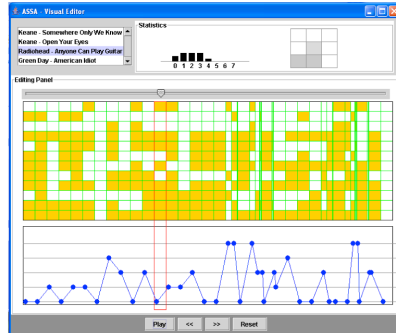 ASSA - Visual Editor
Keane - Somewhere Only We Know
Keane - Open Your Eyes
Radiohead - Anyone Can Play Guitar
Green Day - American Idiot
Statistics
0 1 2 3 4 5 6 7
Editing Panel
Play << >> Reset